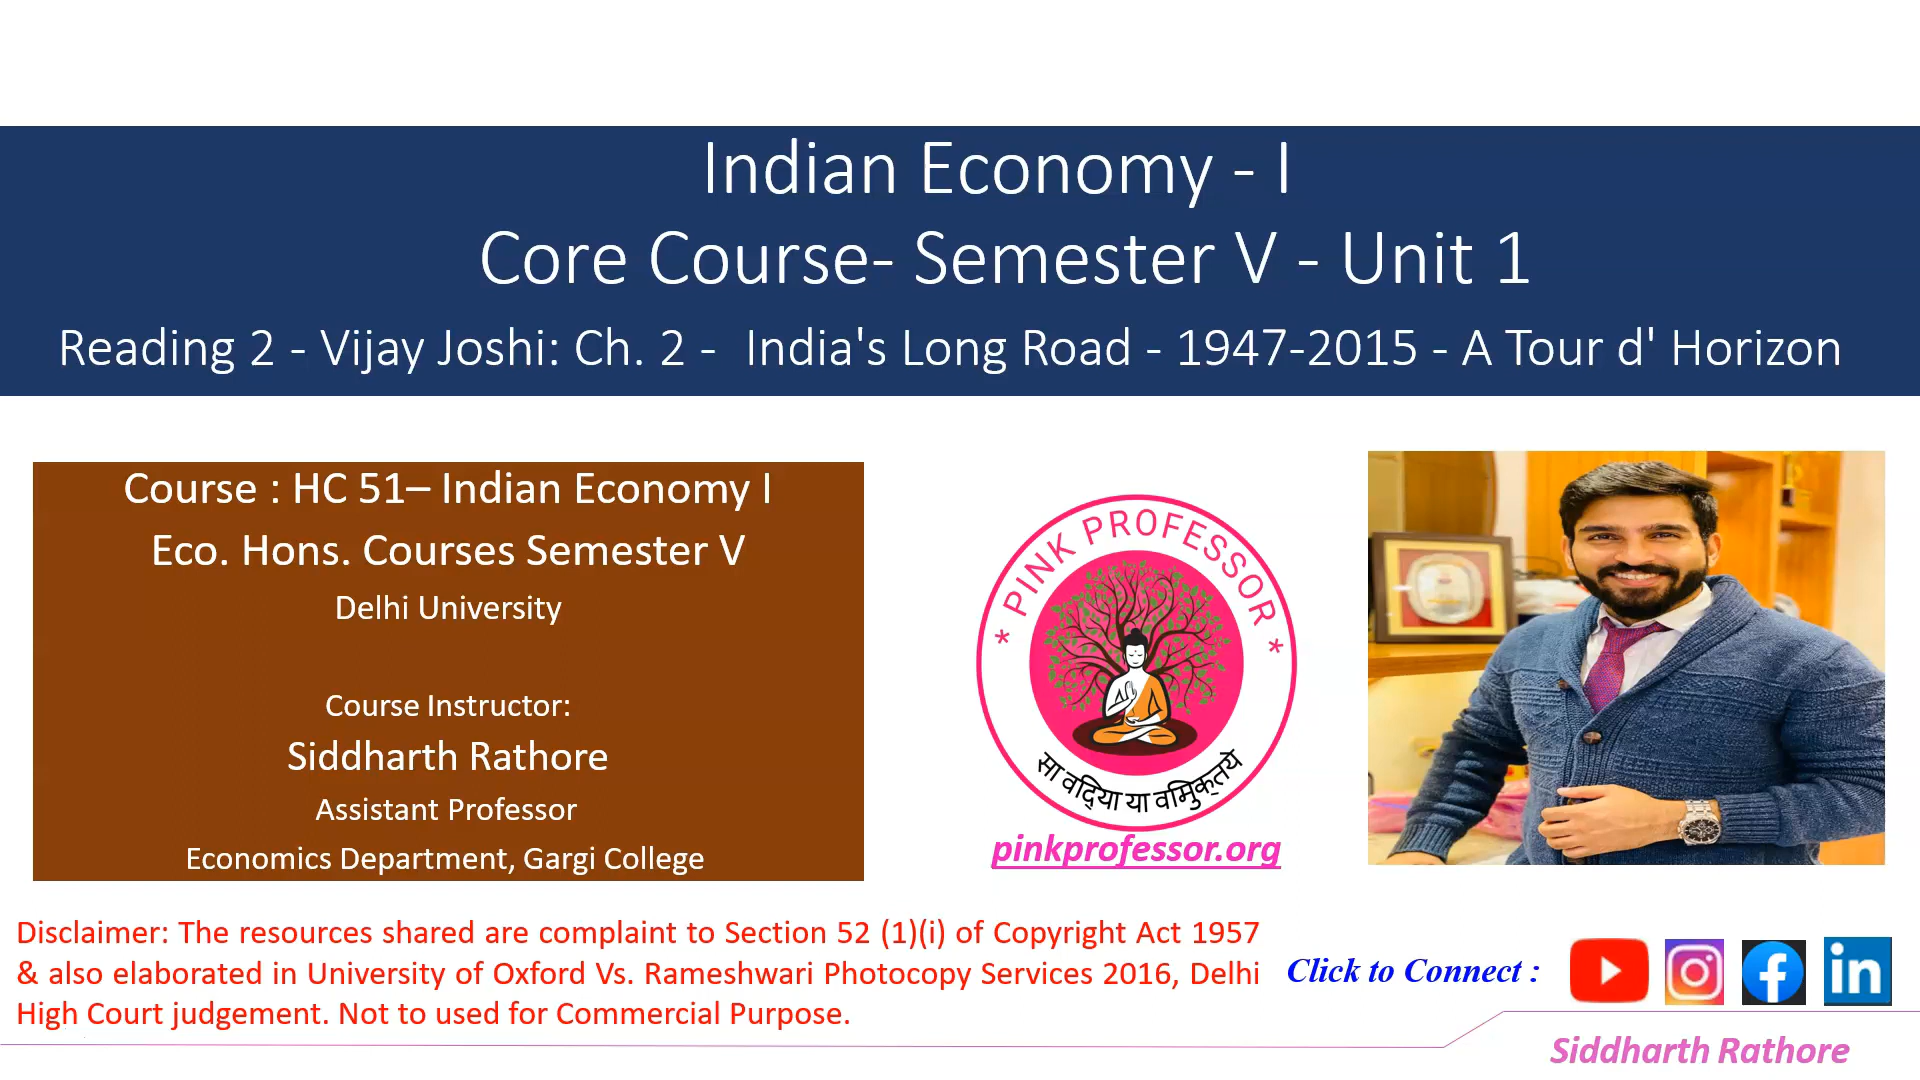 Indian Economy - I
Core Course- Semester V - Unit 1
Reading 2 - Vijay Joshi: Ch. 2 - India's Long Road - 1947-2015 - A Tour d' Horizon
Course : HC 51– Indian Economy I
Eco. Hons. Courses Semester V
Delhi University
Course Instructor:
Siddharth Rathore
Assistant Professor
Economics Department, Gargi College
* PINK PROFESSOR *
सा वद्िया या वमिुक्तये
pinkprofessor.org
Disclaimer: The resources shared are complaint to Section 52 (1)(i) of Copyright Act 1957
& also elaborated in University of Oxford Vs. Rameshwari Photocopy Services 2016, Delhi
High Court judgement. Not to used for Commercial Purpose.
Click to Connect :
in
Siddharth Rathore